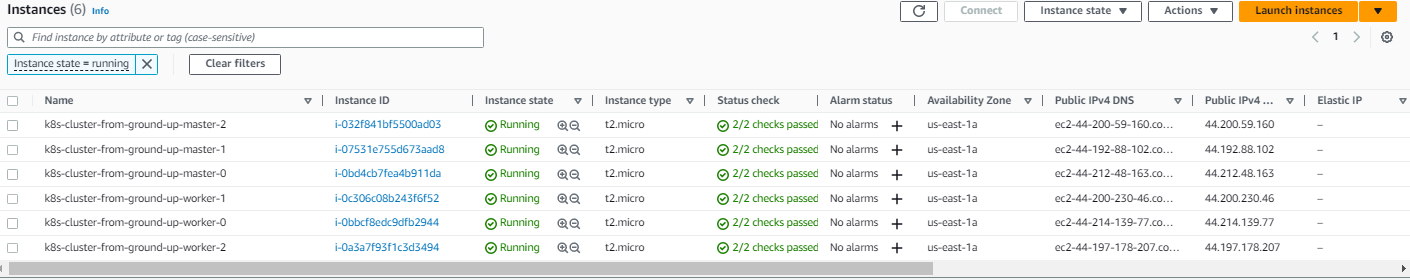 Instances (6) Info Connect Instance state Actions Launch instances
Find instance by attribute or tag (case-sensitive) 1
Instance state = running Clear filters
Name Instance ID Instance state Instance type Status check Alarm status Availability Zone Public IPv4 DNS Public IPv4 ... Elastic IP
k8s-cluster-from-ground-up-master-2 i-032f841bf5500ad03 Running t2.micro 2/2 checks passed No alarms + us-east-1a ec2-44-200-59-160.co... 44.200.59.160 –
k8s-cluster-from-ground-up-master-1 i-07531e755d673aad8 Running t2.micro 2/2 checks passed No alarms + us-east-1a ec2-44-192-88-102.co... 44.192.88.102 –
k8s-cluster-from-ground-up-master-0 i-0bd4cb7fea4b911da Running t2.micro 2/2 checks passed No alarms + us-east-1a ec2-44-212-48-163.co... 44.212.48.163 –
k8s-cluster-from-ground-up-worker-1 i-0c306c08b243f6f52 Running t2.micro 2/2 checks passed No alarms + us-east-1a ec2-44-200-230-46.co... 44.200.230.46 –
k8s-cluster-from-ground-up-worker-0 i-0bbcf8edc9dfb2944 Running t2.micro 2/2 checks passed No alarms + us-east-1a ec2-44-214-139-77.co... 44.214.139.77 –
k8s-cluster-from-ground-up-worker-2 i-0a3a7f93f1c3d3494 Running t2.micro 2/2 checks passed No alarms + us-east-1a ec2-44-197-178-207.co... 44.197.178.207 –